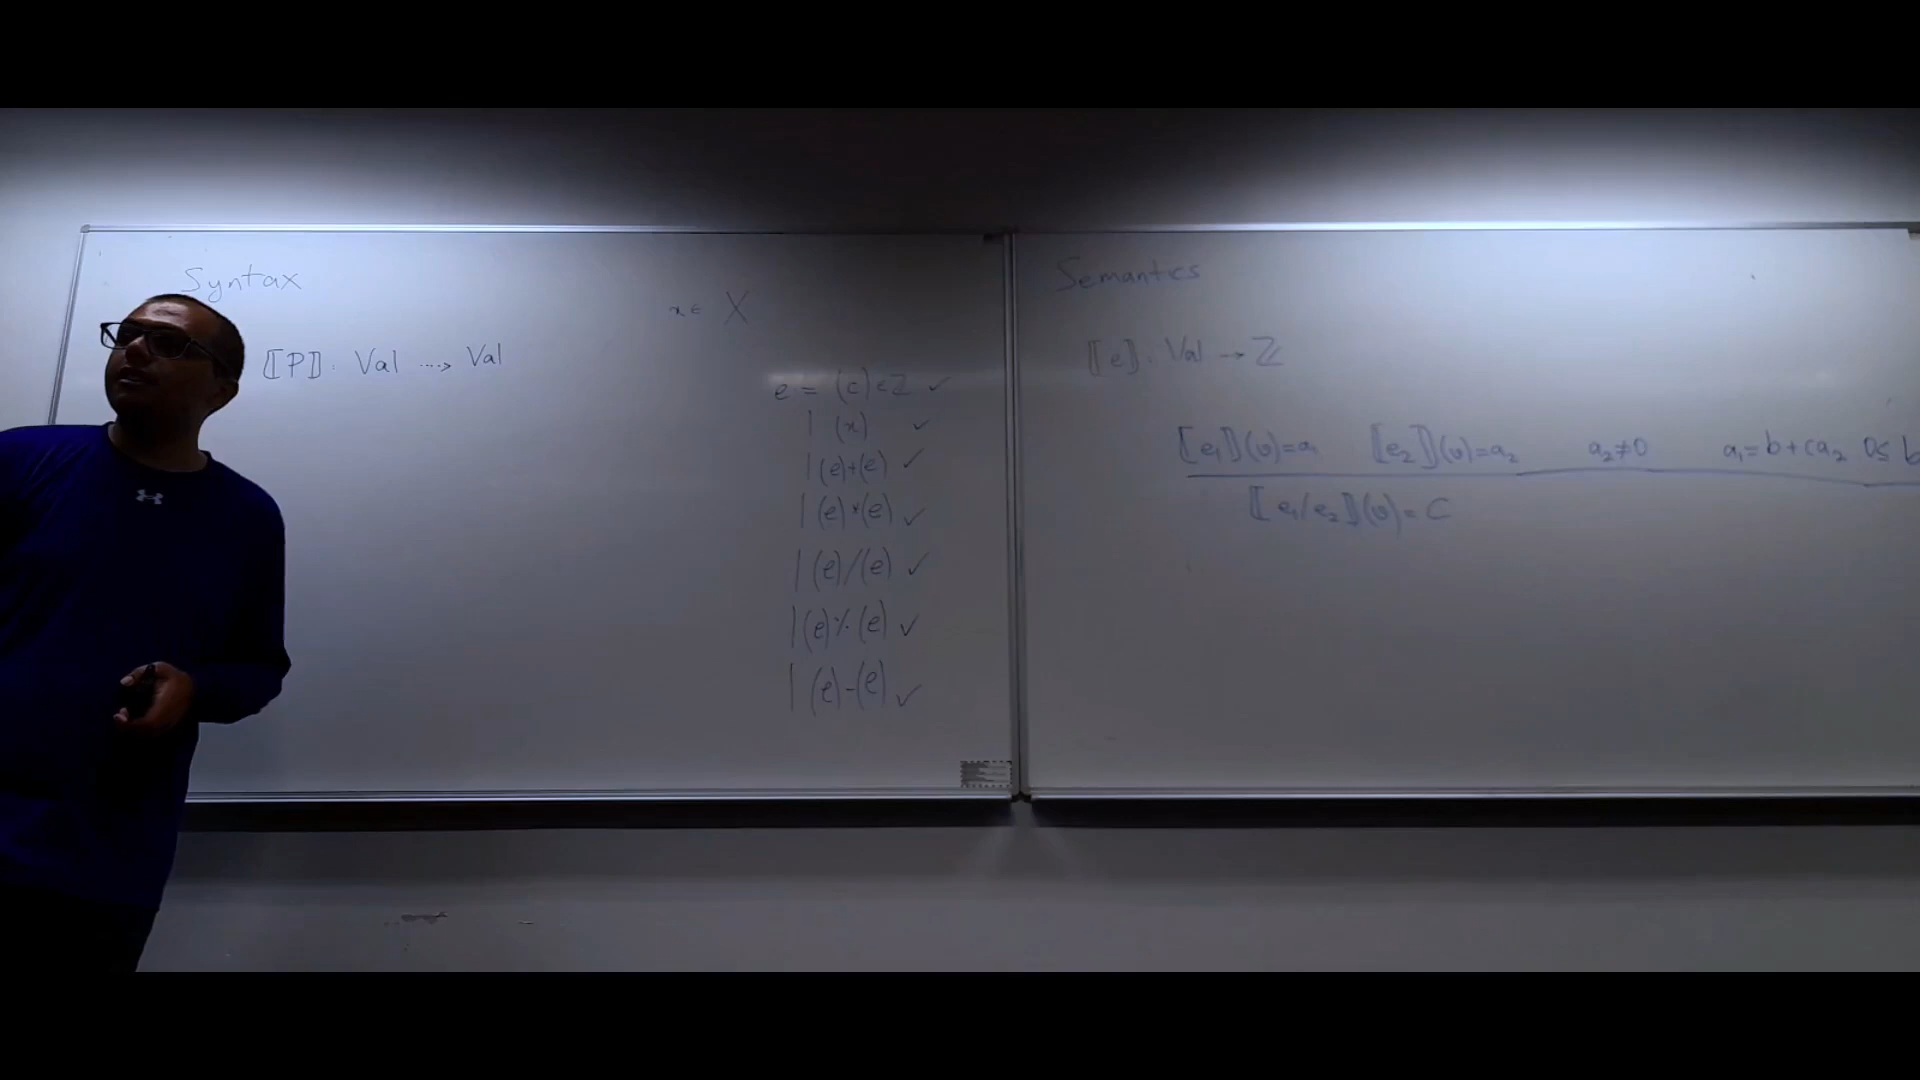 Syntax
x ∈ X
⟦P⟧: Val ⇢ Val
e = (c) ∈ ℤ ✓
| (x) ✓
| (e)+(e) ✓
| (e)*(e) ✓
| (e)/(e) ✓
| (e)%(e) ✓
| (e)-(e) ✓
Semantics
⟦e⟧: Val → ℤ
⟦e₁⟧(v)=a₁ ⟦e₂⟧(v)=a₂ a₂≠0 a₁=b+ca₂ 0≤ b
⟦e₁/e₂⟧(v)=C